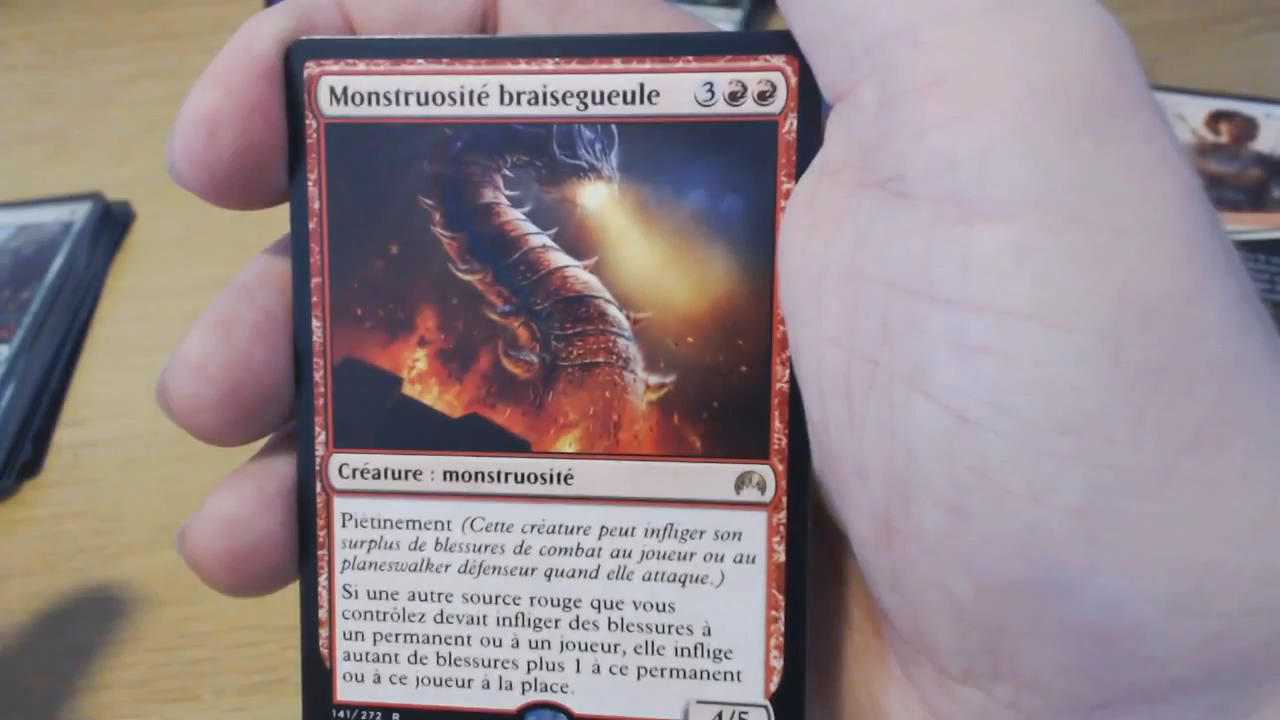 Monstruosité braisegueule 3
Créature : monstruosité
Piétinement (Cette créature peut infliger son
surplus de blessures de combat au joueur ou au
planeswalker défenseur quand elle attaque.)
Si une autre source rouge que vous
contrôlez devait infliger des blessures à
un permanent ou à un joueur, elle inflige
autant de blessures plus 1 à ce permanent
ou à ce joueur à la place.
4/5
141/272 R